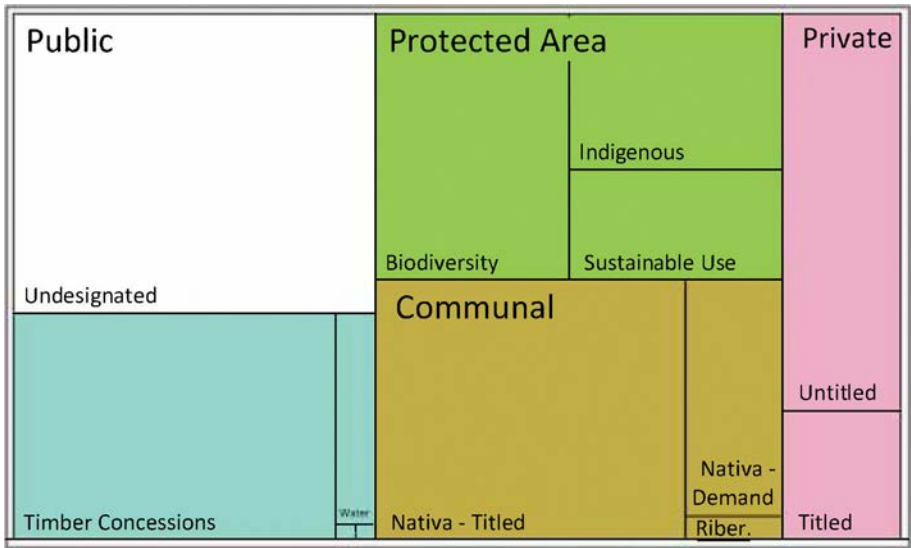 Public
Undesignated
Timber Concessions
Water
Protected Area
Biodiversity
Indigenous
Sustainable Use
Communal
Nativa - Titled
Nativa -
Demand
Riber.
Private
Untitled
Titled